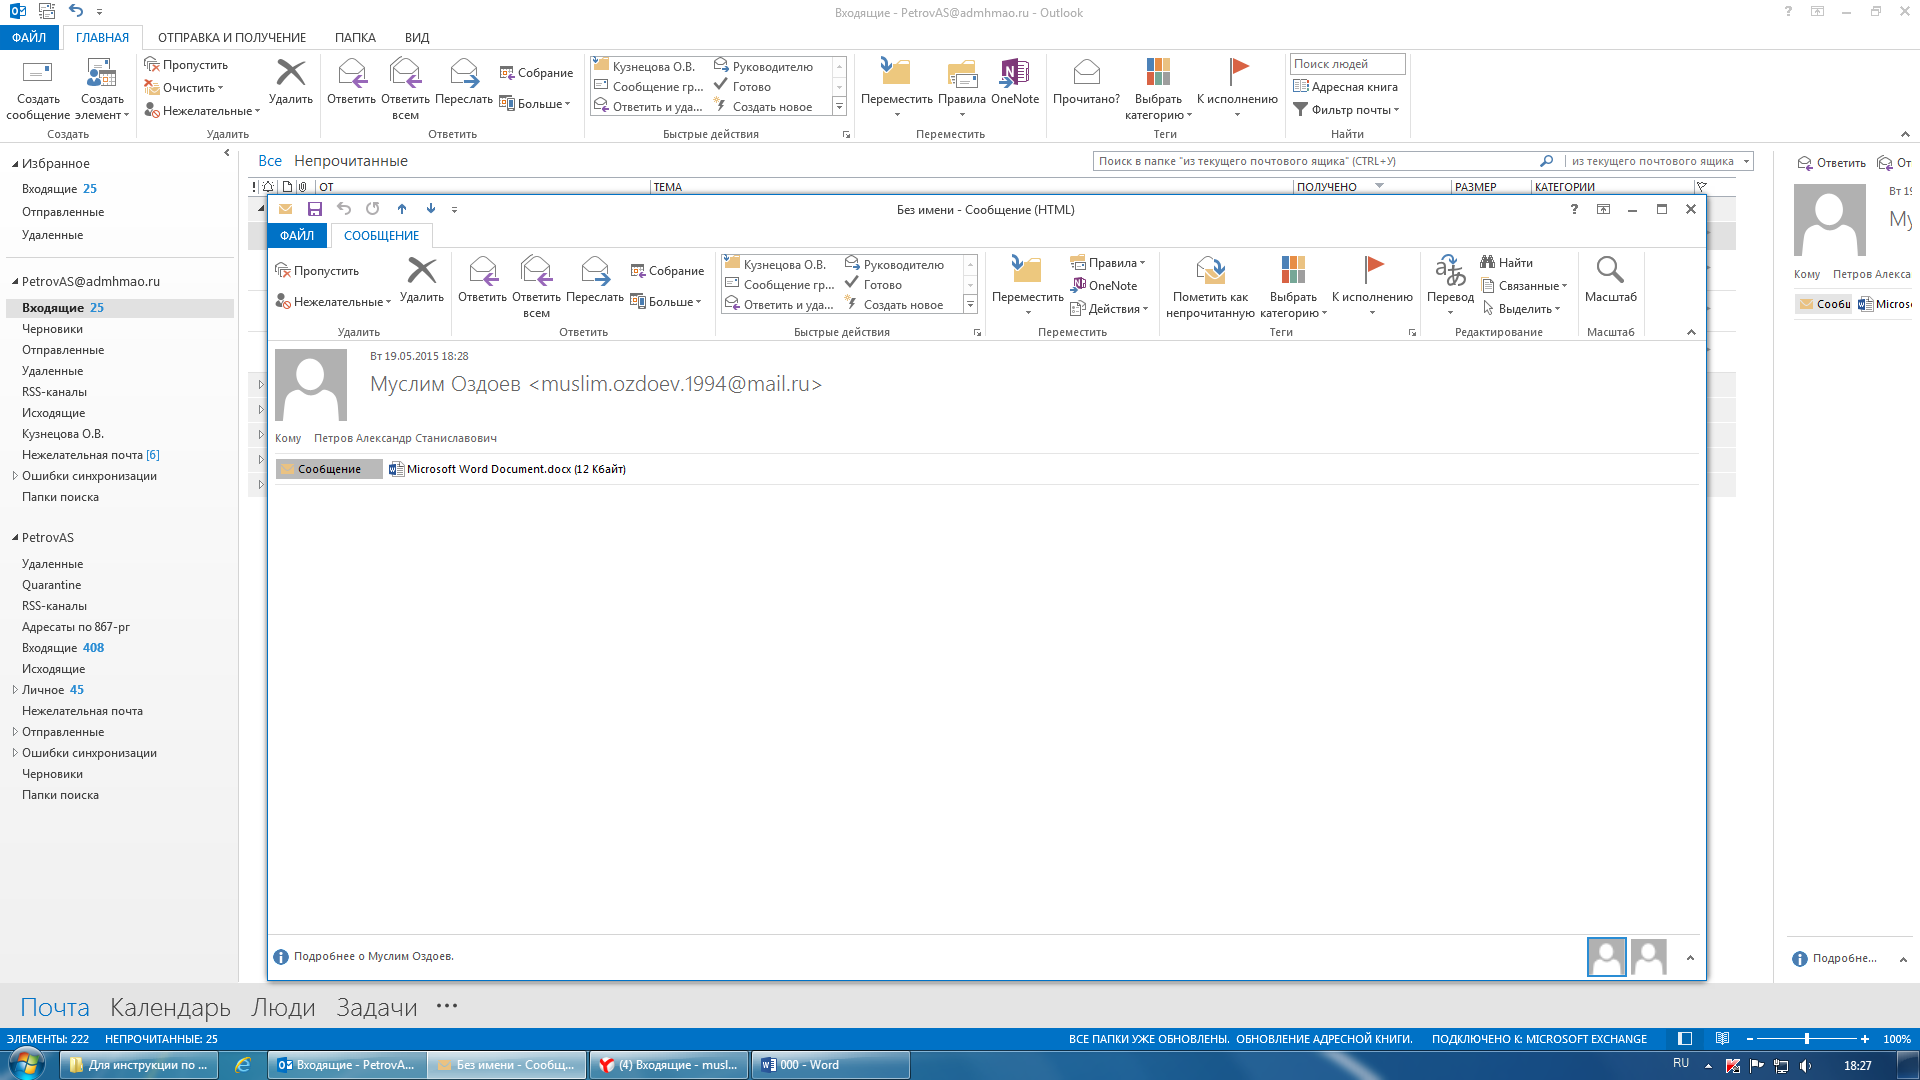 Входящие - PetrovAS@admhmao.ru - Outlook
ФАЙЛ ГЛАВНАЯ ОТПРАВКА И ПОЛУЧЕНИЕ ПАПКА ВИД
Создать сообщение
Создать элемент
Создать
Пропустить
Очистить
Нежелательные
Удалить
Удалить
Ответить
Ответить всем
Переслать
Собрание
Больше
Ответить
Кузнецова О.В.
Сообщение гр...
Ответить и уда...
Руководителю
Готово
Создать новое
Быстрые действия
Переместить
Правила
OneNote
Переместить
Прочитано?
Выбрать категорию
К исполнению
Теги
Поиск людей
Адресная книга
Фильтр почты
Найти
Избранное
Входящие 25
Отправленные
Удаленные
PetrovAS@admhmao.ru
Входящие 25
Черновики
Отправленные
Удаленные
RSS-каналы
Исходящие
Кузнецова О.В.
Нежелательная почта [6]
Ошибки синхронизации
Папки поиска
PetrovAS
Удаленные
Quarantine
RSS-каналы
Адресаты по 867-рг
Входящие 408
Исходящие
Личное 45
Нежелательная почта
Отправленные
Ошибки синхронизации
Черновики
Папки поиска
Все Непрочитанные
Поиск в папке "из текущего почтового ящика" (CTRL+У)
из текущего почтового ящика
ОТ ТЕМА ПОЛУЧЕНО РАЗМЕР КАТЕГОРИИ
Без имени - Сообщение (HTML)
ФАЙЛ СООБЩЕНИЕ
Пропустить
Нежелательные
Удалить
Удалить
Ответить
Ответить всем
Переслать
Собрание
Больше
Ответить
Кузнецова О.В.
Сообщение гр...
Ответить и уда...
Руководителю
Готово
Создать новое
Быстрые действия
Переместить
Правила
OneNote
Действия
Переместить
Пометить как непрочитанную
Выбрать категорию
К исполнению
Теги
Перевод
Найти
Связанные
Выделить
Редактирование
Масштаб
Масштаб
Вт 19.05.2015 18:28
Муслим Оздоев <muslim.ozdoev.1994@mail.ru>
Кому Петров Александр Станиславович
Сообщение Microsoft Word Document.docx (12 Кбайт)
Подробнее о Муслим Оздоев.
Ответить От
Вт 19
Му
Кому Петров Алекса
Сообщ Microso
Подробне...
Почта Календарь Люди Задачи •••
ЭЛЕМЕНТЫ: 222 НЕПРОЧИТАННЫЕ: 25
ВСЕ ПАПКИ УЖЕ ОБНОВЛЕНЫ. ОБНОВЛЕНИЕ АДРЕСНОЙ КНИГИ. ПОДКЛЮЧЕНО К: MICROSOFT EXCHANGE 100%
Для инструкции по ... Входящие - PetrovA... Без имени - Сообщ... (4) Входящие - musl... 000 - Word RU 18:27